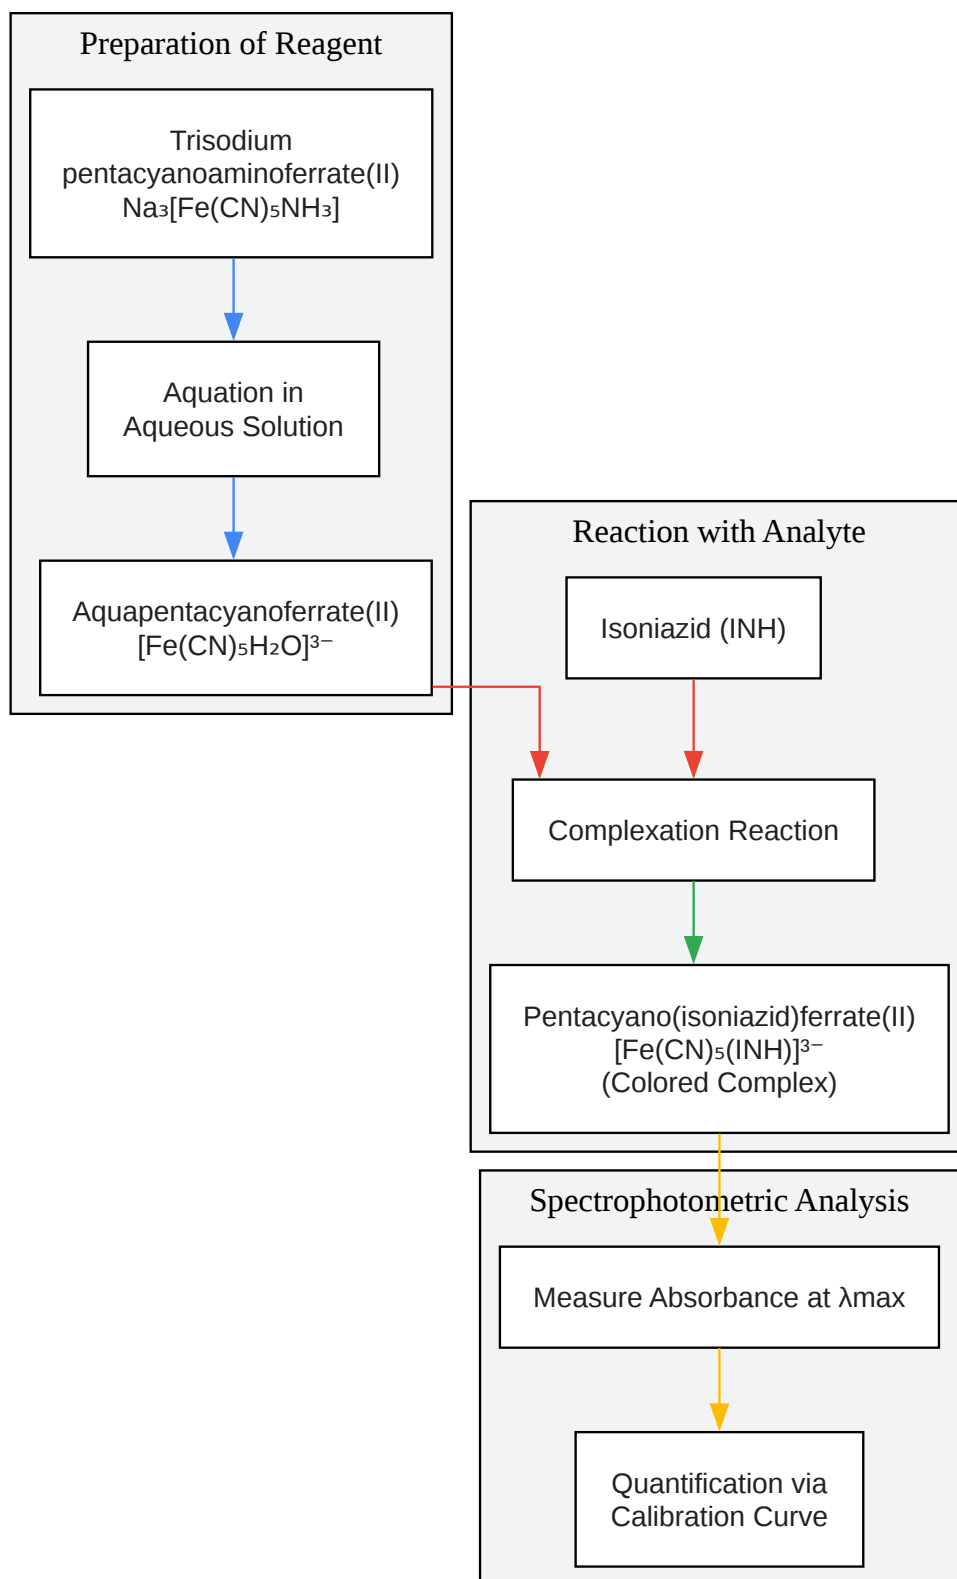 Preparation of Reagent
Trisodium
pentacyanoaminoferrate(II)
Na₃[Fe(CN)₅NH₃]
Aquation in
Aqueous Solution
Aquapentacyanoferrate(II)
[Fe(CN)₅H₂O]³⁻
Reaction with Analyte
Isoniazid (INH)
Complexation Reaction
Pentacyano(isoniazid)ferrate(II)
[Fe(CN)₅(INH)]³⁻
(Colored Complex)
Spectrophotometric Analysis
Measure Absorbance at λmax
Quantification via
Calibration Curve